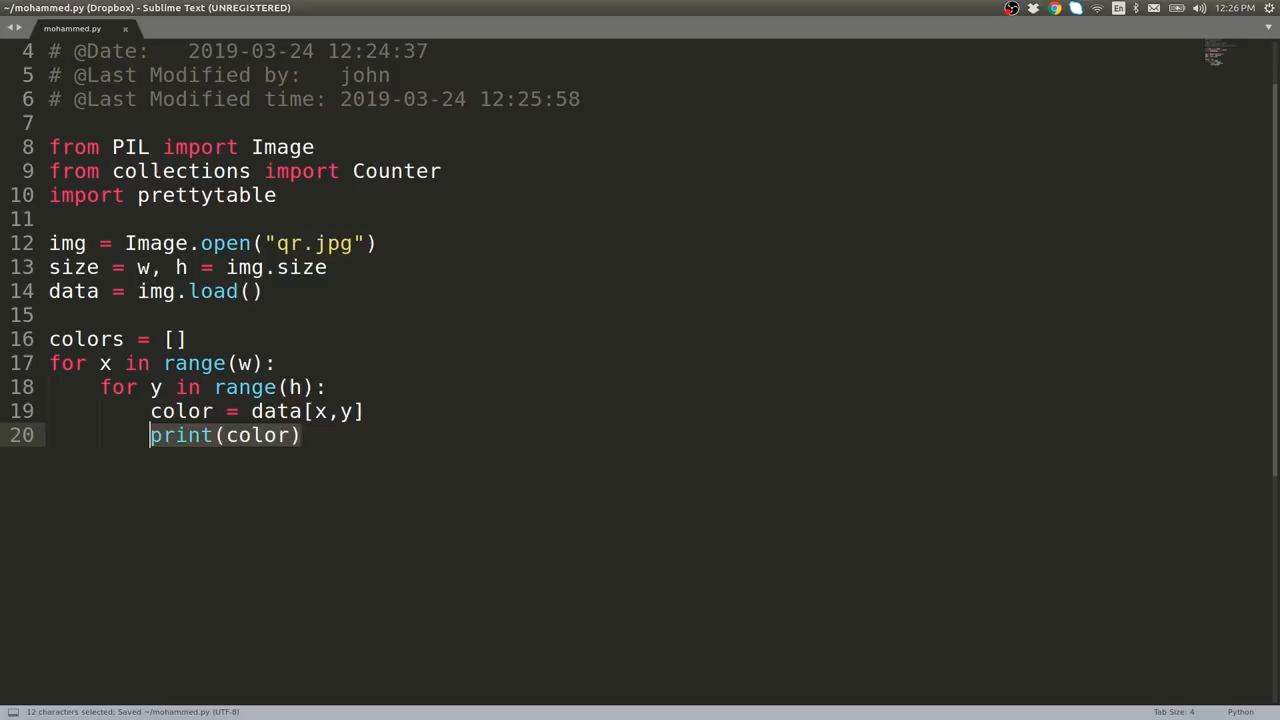 ~/mohammed.py (Dropbox) - Sublime Text (UNREGISTERED)
En
12:26 PM
mohammed.py
4 # @Date:   2019-03-24 12:24:37
5 # @Last Modified by:   john
6 # @Last Modified time: 2019-03-24 12:25:58
7
8 from PIL import Image
9 from collections import Counter
10 import prettytable
11
12 img = Image.open("qr.jpg")
13 size = w, h = img.size
14 data = img.load()
15
16 colors = []
17 for x in range(w):
18     for y in range(h):
19         color = data[x,y]
20         print(color)
12 characters selected; Saved ~/mohammed.py (UTF-8)
Tab Size: 4
Python